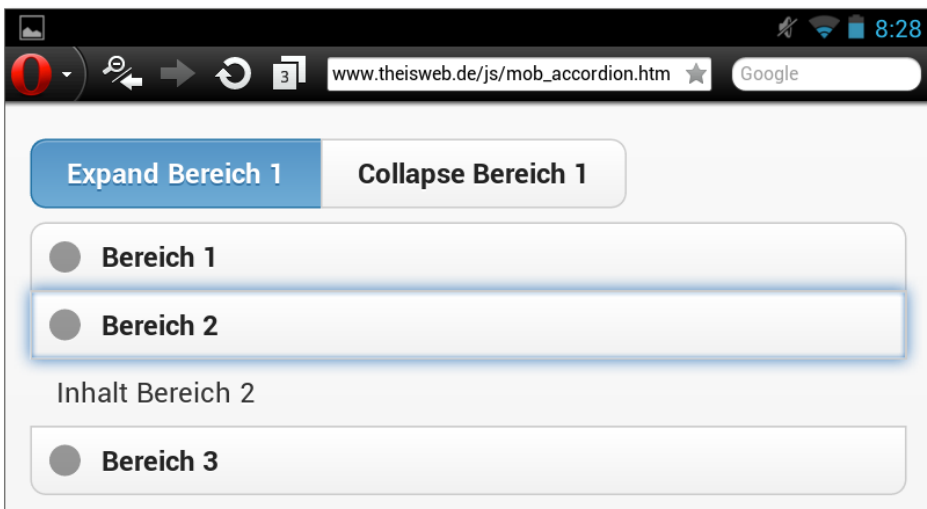 8:28
3
www.theisweb.de/js/mob_accordion.htm Google
Expand Bereich 1 Collapse Bereich 1
Bereich 1
Bereich 2
Inhalt Bereich 2
Bereich 3